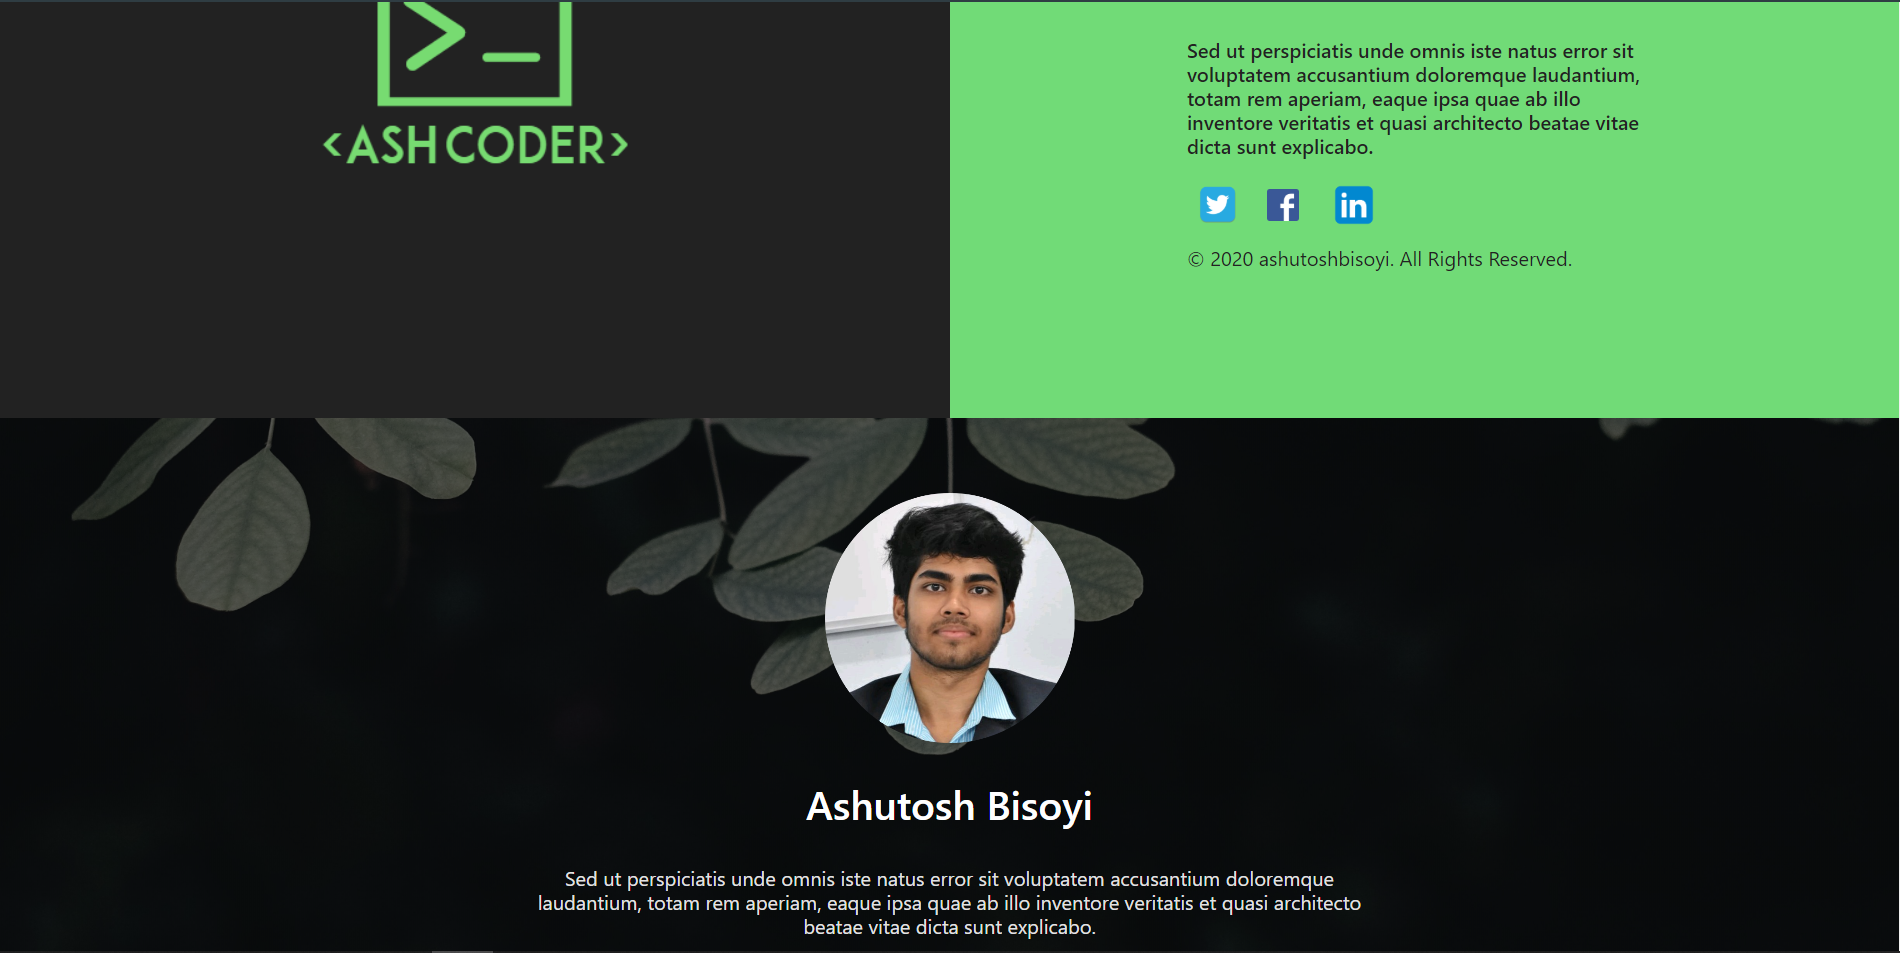 <ASHCODER>
Sed ut perspiciatis unde omnis iste natus error sit
voluptatem accusantium doloremque laudantium,
totam rem aperiam, eaque ipsa quae ab illo
inventore veritatis et quasi architecto beatae vitae
dicta sunt explicabo.
© 2020 ashutoshbisoyi. All Rights Reserved.
Ashutosh Bisoyi
Sed ut perspiciatis unde omnis iste natus error sit voluptatem accusantium doloremque
laudantium, totam rem aperiam, eaque ipsa quae ab illo inventore veritatis et quasi architecto
beatae vitae dicta sunt explicabo.